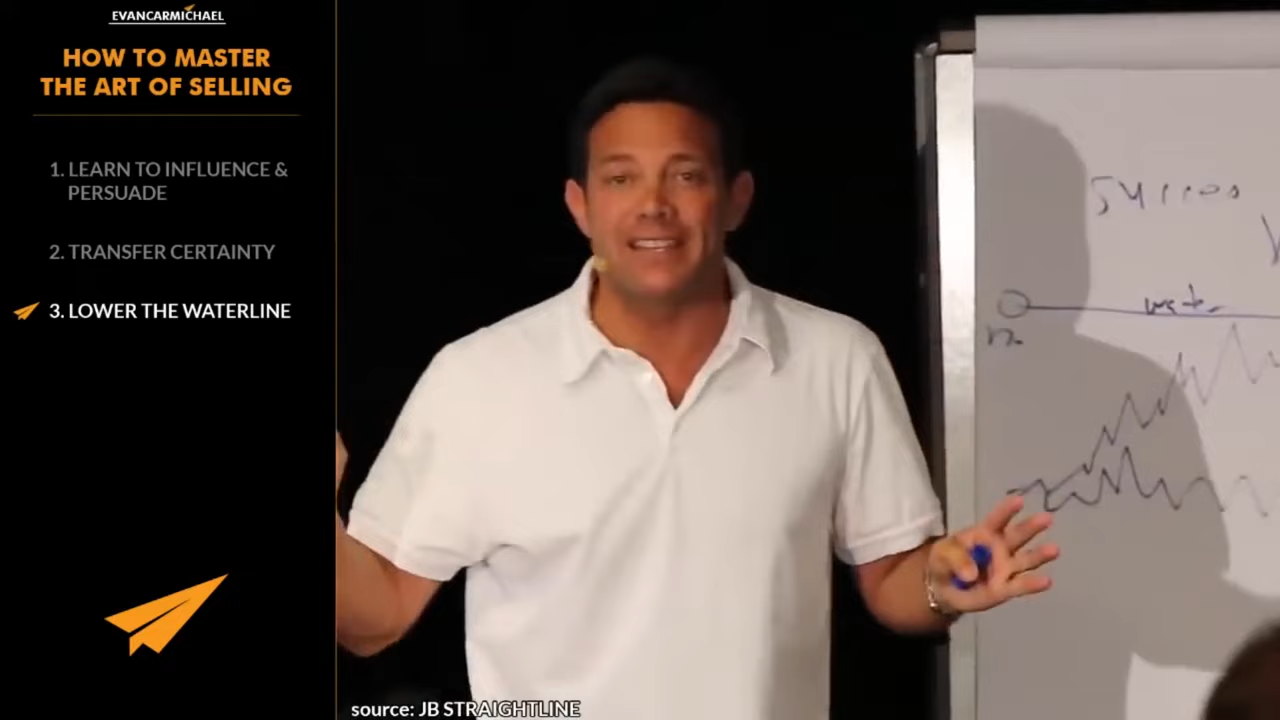 EVANCARMICHAEL
HOW TO MASTER
THE ART OF SELLING
1. LEARN TO INFLUENCE &
PERSUADE
2. TRANSFER CERTAINTY
3. LOWER THE WATERLINE
water
source: JB STRAIGHTLINE